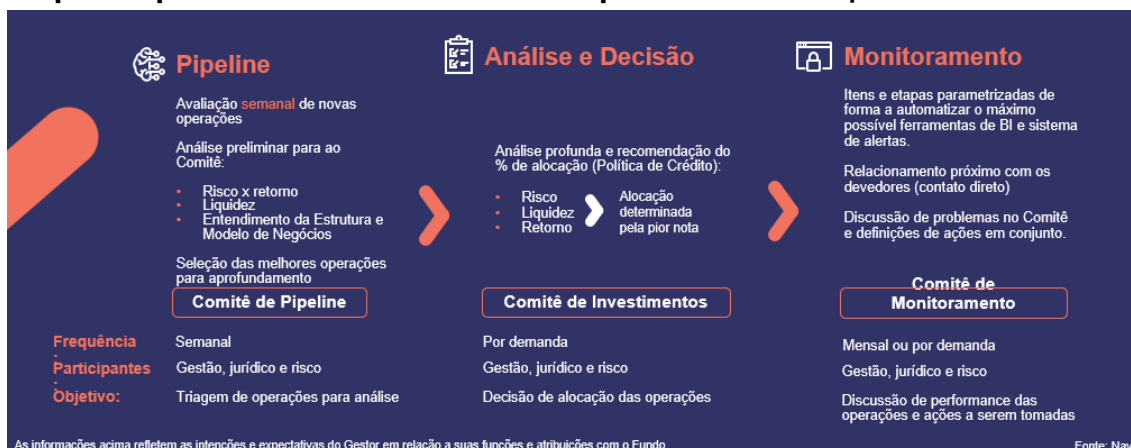 Pipeline
Avaliação semanal de novas
operações
Análise preliminar para ao
Comitê:
• Risco x retorno
• Liquidez
• Entendimento da Estrutura e
Modelo de Negócios
Seleção das melhores operações
para aprofundamento
Comitê de Pipeline
Análise e Decisão
Análise profunda e recomendação do
% de alocação (Política de Crédito):
• Risco
• Liquidez
• Retorno
Alocação
determinada
pela pior nota
Comitê de Investimentos
Monitoramento
Itens e etapas parametrizadas de
forma a automatizar o máximo
possível ferramentas de BI e sistema
de alertas.
Relacionamento próximo com os
devedores (contato direto)
Discussão de problemas no Comitê
e definições de ações em conjunto.
Comitê de
Monitoramento
Frequência
:
Semanal
Por demanda
Mensal ou por demanda
Participantes
:
Gestão, jurídico e risco
Gestão, jurídico e risco
Gestão, jurídico e risco
Objetivo:
Triagem de operações para análise
Decisão de alocação das operações
Discussão de performance das
operações e ações a serem tomadas
As informações acima refletem as intenções e expectativas do Gestor em relação a suas funções e atribuições com o Fundo
Fonte: Nav